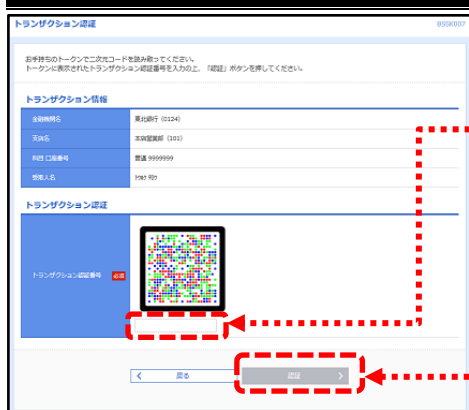 トランザクション認証
BSSK007
お手持ちのトークンで二次元コードを読み取ってください。
トークンに表示されたトランザクション認証番号を入力の上、「認証」ボタンを押してください。
トランザクション情報
金融機関名 東北銀行 (0124)
支店名 本店営業部 (101)
科目 口座番号 普通 9999999
受取人名
トランザクション認証
トランザクション認証番号 必須
戻る
認証